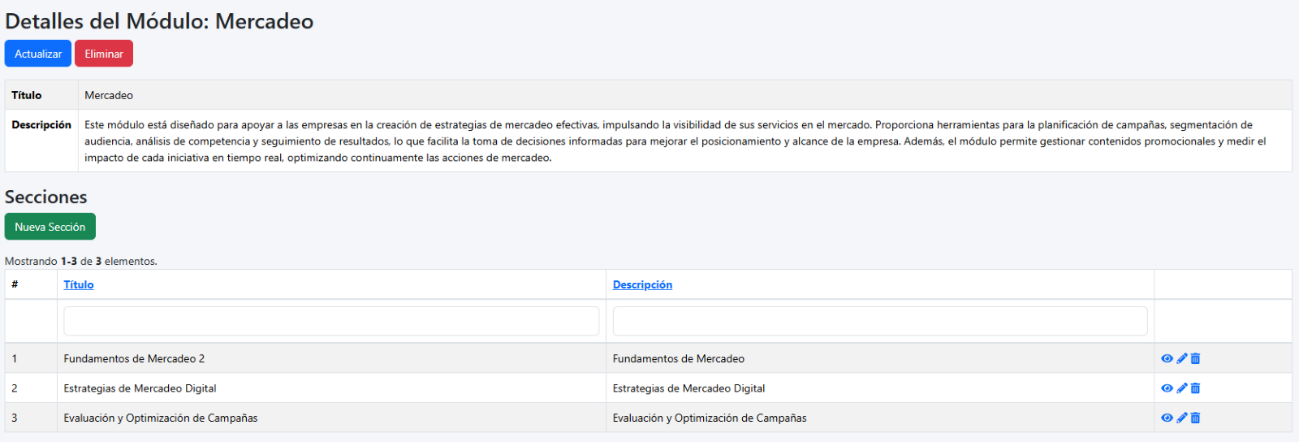 Detalles del Módulo: Mercadeo
Actualizar Eliminar
Título Mercadeo
Descripción Este módulo está diseñado para apoyar a las empresas en la creación de estrategias de mercadeo efectivas, impulsando la visibilidad de sus servicios en el mercado. Proporciona herramientas para la planificación de campañas, segmentación de
audiencia, análisis de competencia y seguimiento de resultados, lo que facilita la toma de decisiones informadas para mejorar el posicionamiento y alcance de la empresa. Además, el módulo permite gestionar contenidos promocionales y medir el
impacto de cada iniciativa en tiempo real, optimizando continuamente las acciones de mercadeo.
Secciones
Nueva Sección
Mostrando 1-3 de 3 elementos.
# Título Descripción
1 Fundamentos de Mercadeo 2 Fundamentos de Mercadeo
2 Estrategias de Mercadeo Digital Estrategias de Mercadeo Digital
3 Evaluación y Optimización de Campañas Evaluación y Optimización de Campañas